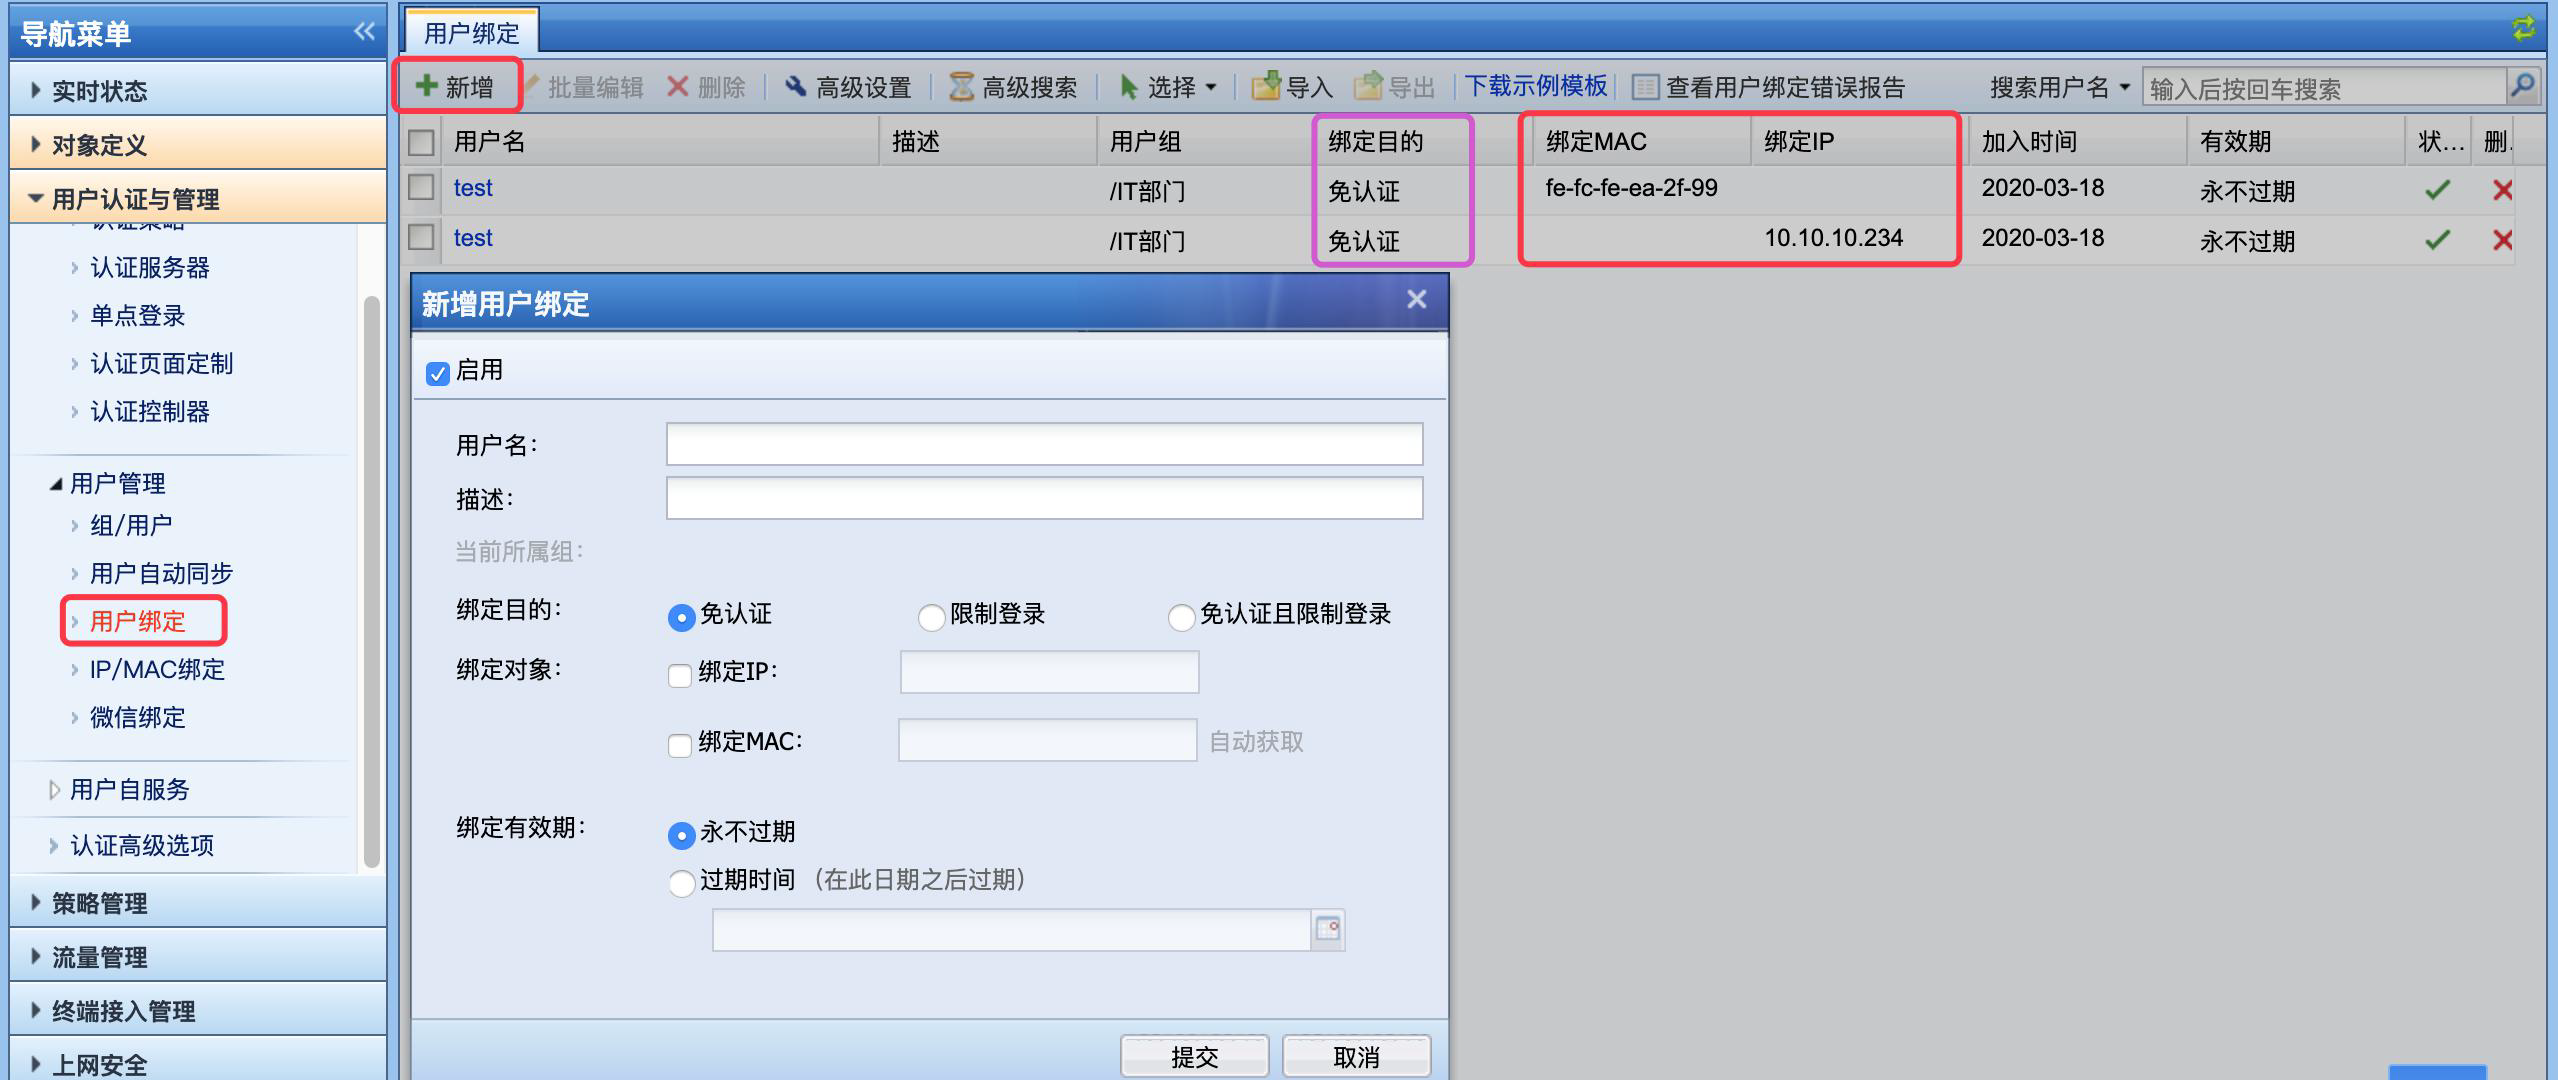 导航菜单
实时状态
对象定义
用户认证与管理
认证策略
认证服务器
单点登录
认证页面定制
认证控制器
用户管理
组/用户
用户自动同步
用户绑定
IP/MAC绑定
微信绑定
用户自服务
认证高级选项
策略管理
流量管理
终端接入管理
上网安全
用户绑定
新增 批量编辑 删除 高级设置 高级搜索 选择 导入 导出 下载示例模板 查看用户绑定错误报告 搜索用户名 输入后按回车搜索
用户名 描述 用户组 绑定目的 绑定MAC 绑定IP 加入时间 有效期 状... 删.
test /IT部门 免认证 fe-fc-fe-ea-2f-99 2020-03-18 永不过期
test /IT部门 免认证 10.10.10.234 2020-03-18 永不过期
新增用户绑定
启用
用户名:
描述:
当前所属组:
绑定目的: 免认证 限制登录 免认证且限制登录
绑定对象: 绑定IP:
绑定MAC: 自动获取
绑定有效期: 永不过期
过期时间 (在此日期之后过期)
提交 取消